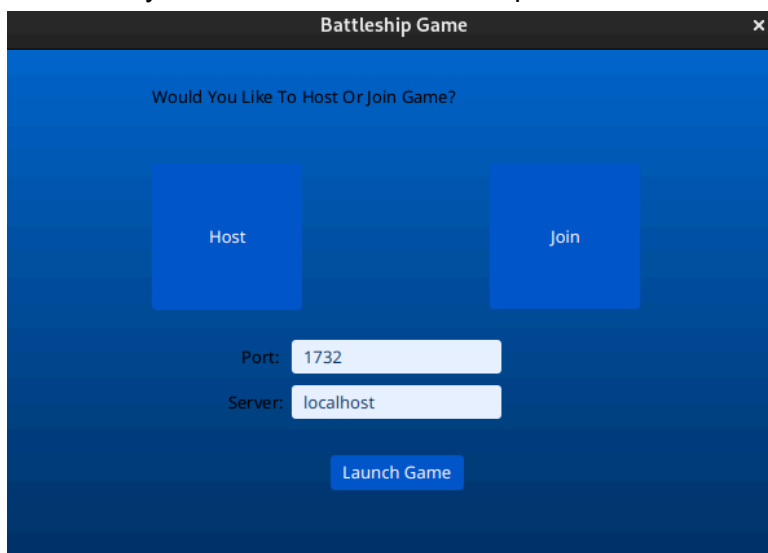 Battleship Game ×
Would You Like To Host Or Join Game?
Host Join
Port: 1732
Server: localhost
Launch Game